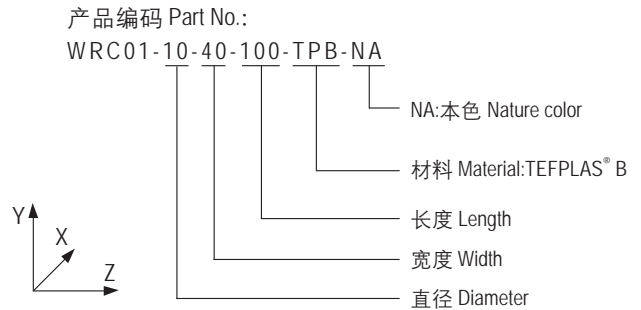 产品编码 Part No.:
WRC01-10-40-100-TPB-NA
NA:本色 Nature color
材料 Material:TEFPLAS® B
长度 Length
宽度 Width
直径 Diameter
Y
X
Z